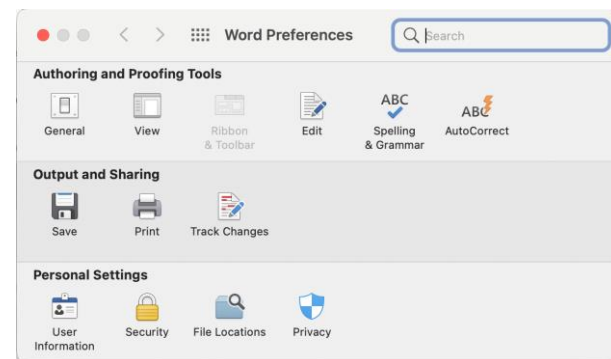 Word Preferences
Search
Authoring and Proofing Tools
ABC
ABC
General View Ribbon Edit Spelling AutoCorrect
& Toolbar & Grammar
Output and Sharing
Save Print Track Changes
Personal Settings
User Security File Locations Privacy
Information